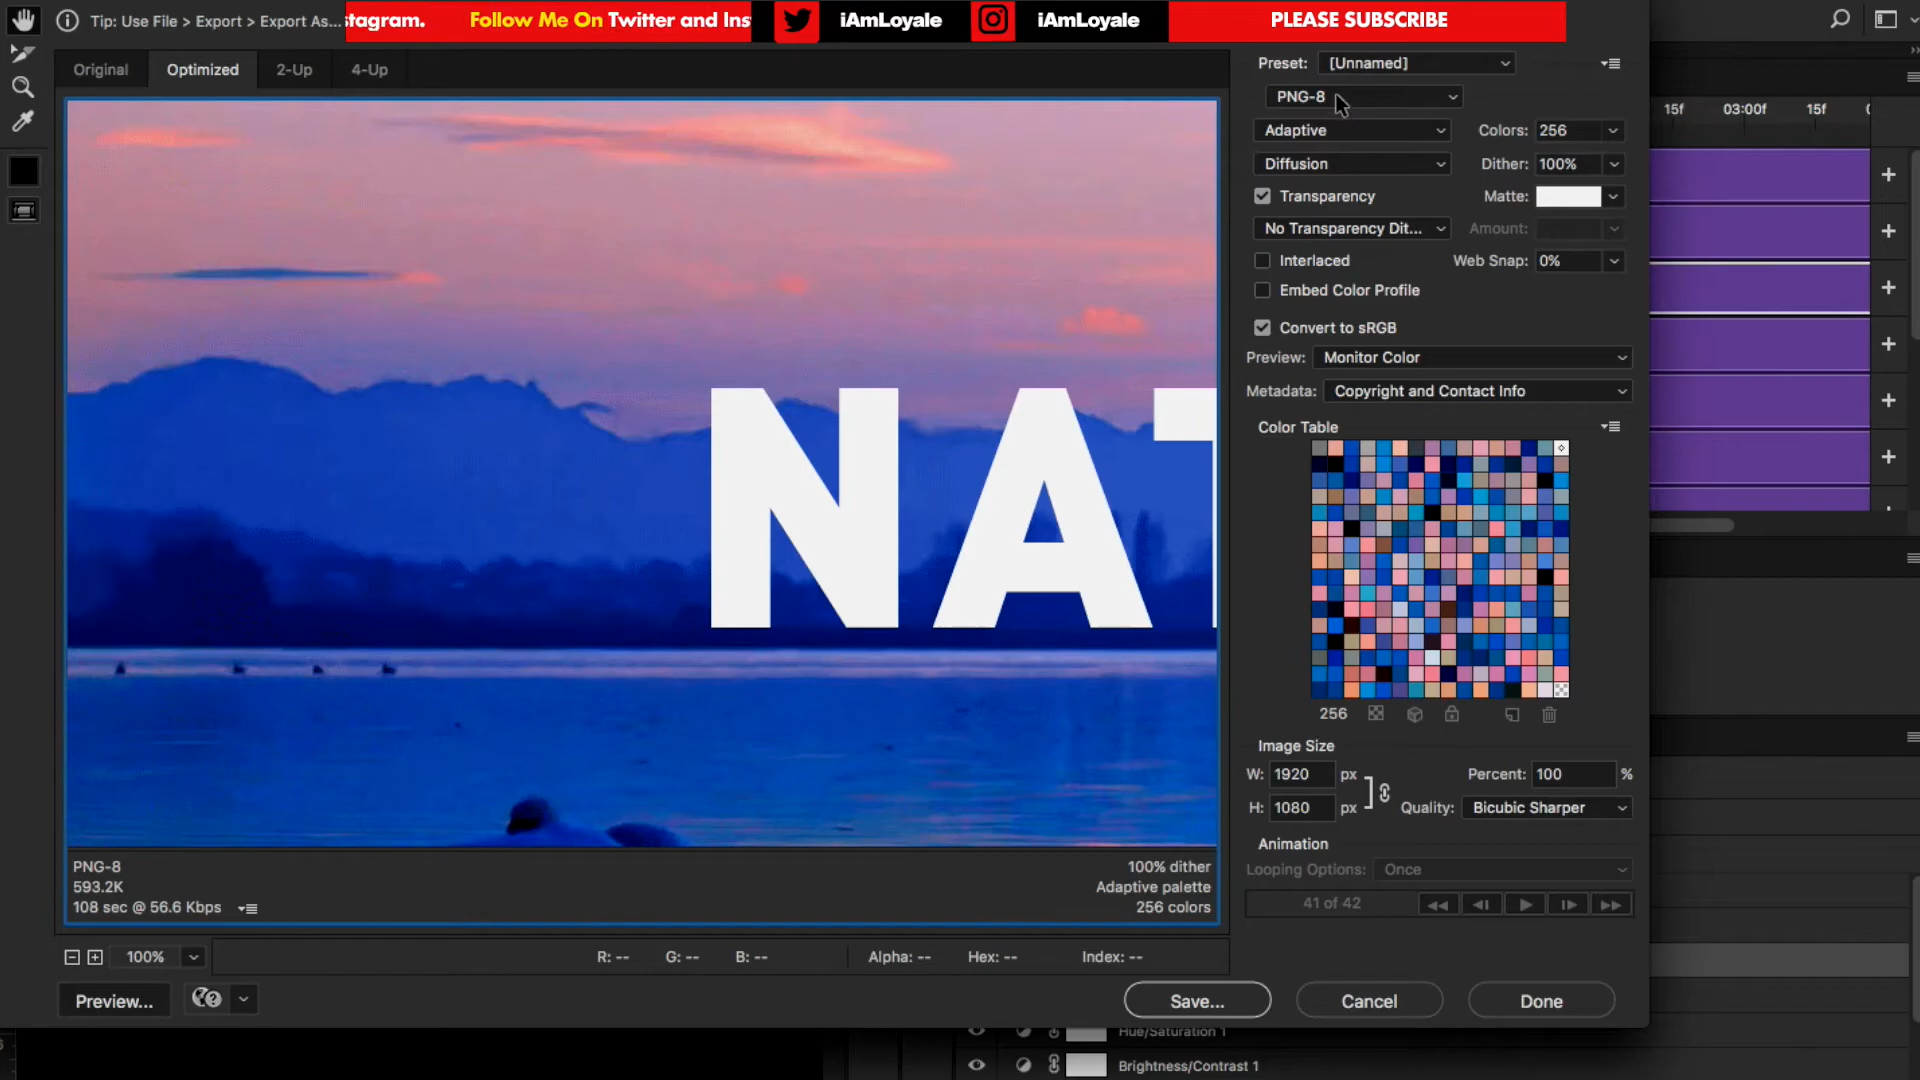 Tip: Use File > Export > Export As...
stagram. Follow Me On Twitter and Ins
iAmLoyale
iAmLoyale
PLEASE SUBSCRIBE
Original Optimized 2-Up 4-Up
Preset: [Unnamed]
PNG-8
Adaptive Colors: 256
Diffusion Dither: 100%
Transparency Matte:
No Transparency Dit... Amount:
Interlaced Web Snap: 0%
Embed Color Profile
Convert to sRGB
Preview: Monitor Color
Metadata: Copyright and Contact Info
Color Table
256
Image Size
W: 1920 px Percent: 100 %
H: 1080 px Quality: Bicubic Sharper
Animation
Looping Options: Once
41 of 42
15f 03:00f 15f
NAT
PNG-8 100% dither
593.2K Adaptive palette
108 sec @ 56.6 Kbps 256 colors
100% R: -- G: -- B: -- Alpha: -- Hex: -- Index: --
Preview... Save... Cancel Done
Hue/Saturation 1
Brightness/Contrast 1